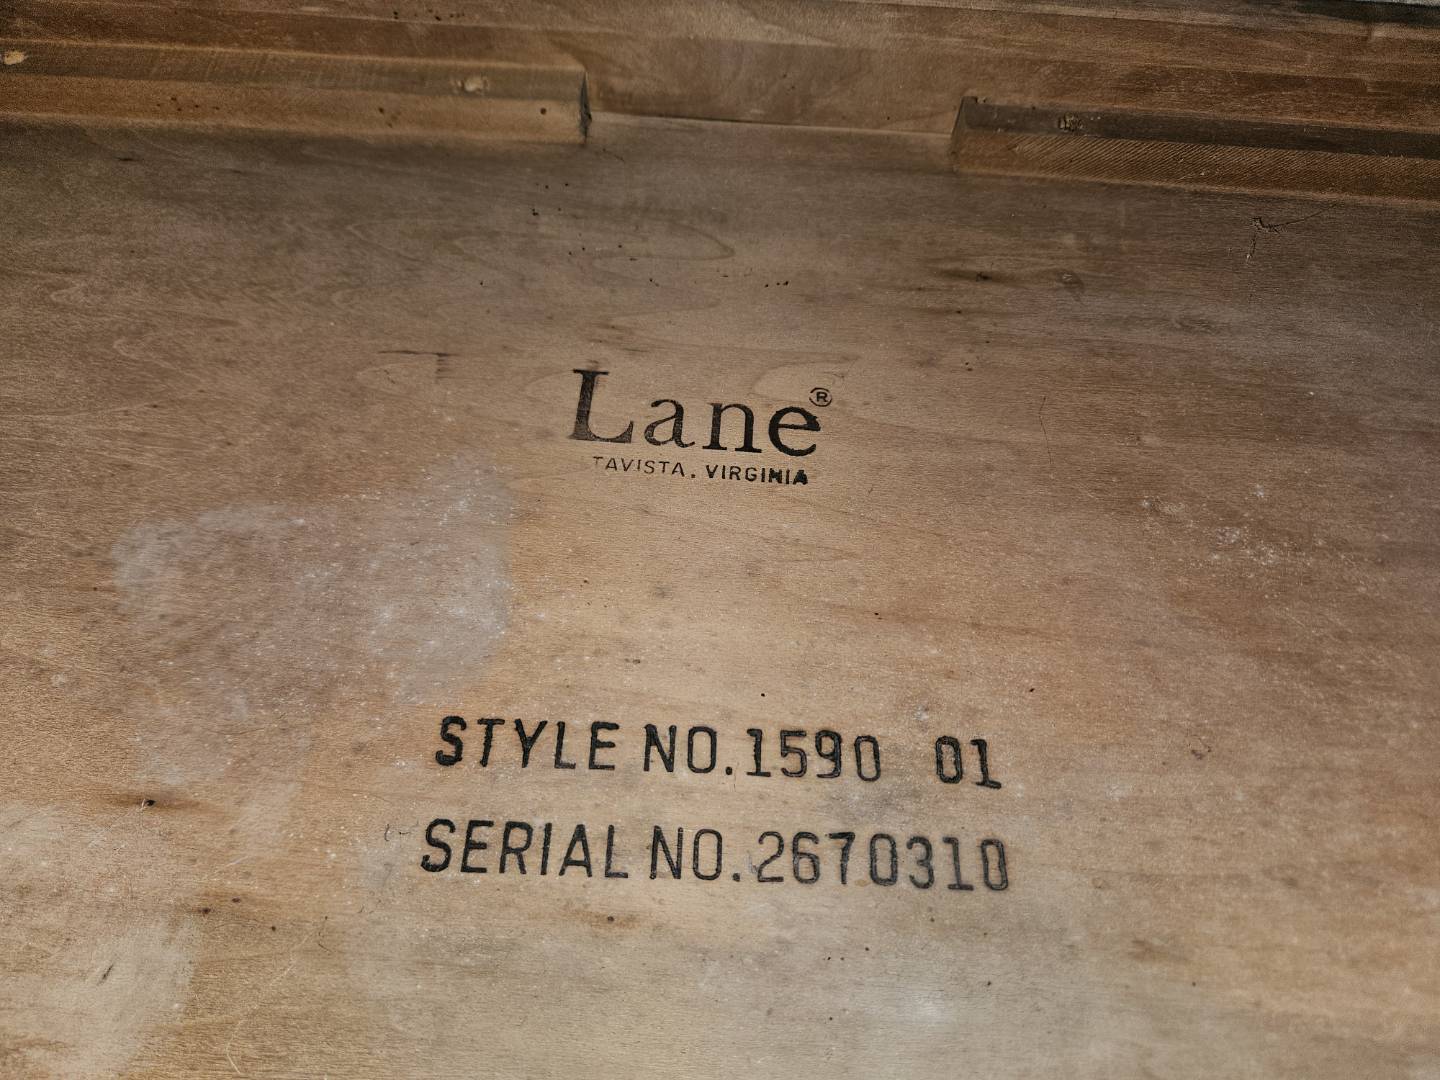 Lane®
TAVISTA, VIRGINIA
STYLE NO.1590 01
SERIAL NO.2670310